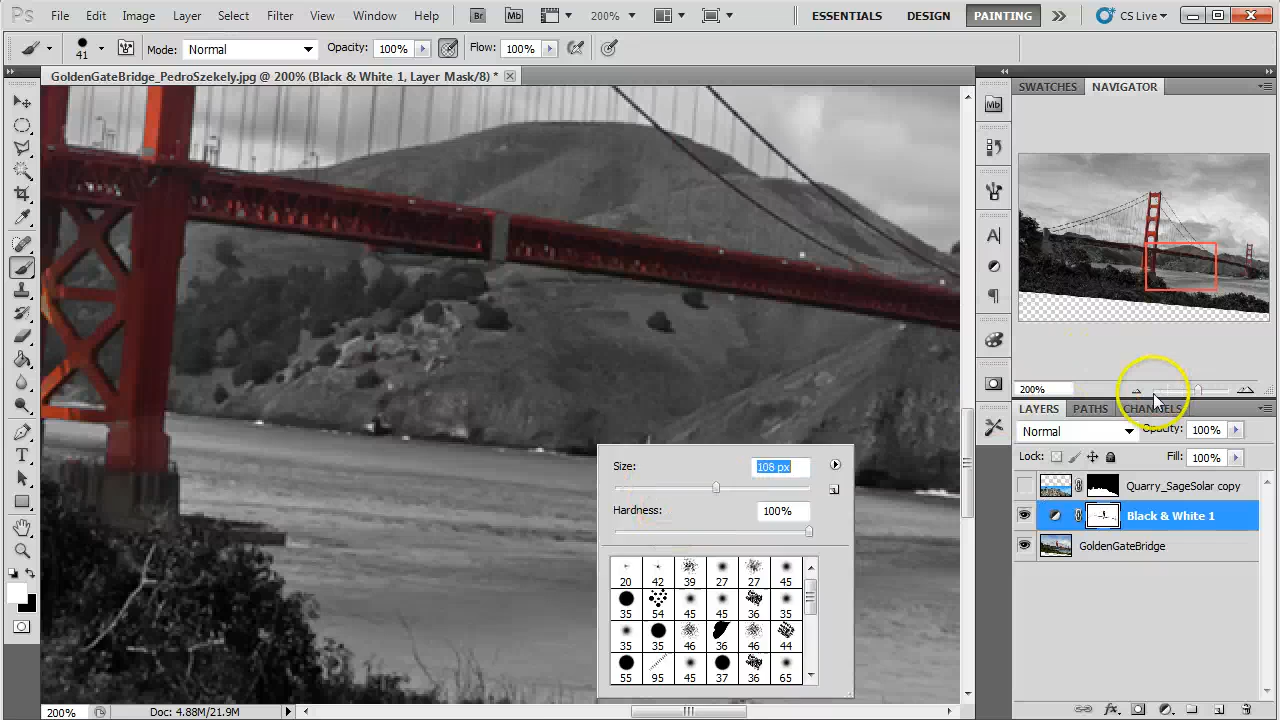 Ps File Edit Image Layer Select Filter View Window Help Br Mb 200% ESSENTIALS DESIGN PAINTING CS Live
41 Mode: Normal Opacity: 100% Flow: 100%
GoldenGateBridge_PedroSzekely.jpg @ 200% (Black & White 1, Layer Mask/8) *
SWATCHES NAVIGATOR
Mb
200%
LAYERS PATHS CHANNELS
Normal Opacity: 100%
Lock: Fill: 100%
Quarry_SageSolar copy
Black & White 1
GoldenGateBridge
Size: 108 px
Hardness: 100%
20 42 39 27 27 45
35 54 45 45 36 35
35 35 46 36 46 44
55 95 45 37 36 65
200% Doc: 4.88M/21.9M